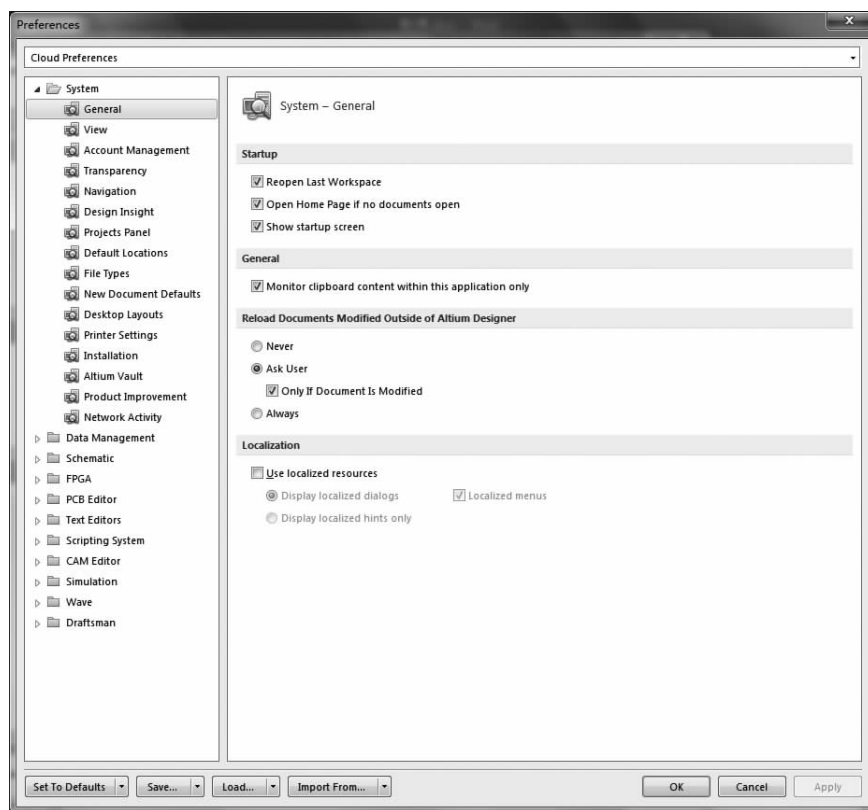 Preferences
Cloud Preferences
System
General
View
Account Management
Transparency
Navigation
Design Insight
Projects Panel
Default Locations
File Types
New Document Defaults
Desktop Layouts
Printer Settings
Installation
Altium Vault
Product Improvement
Network Activity
Data Management
Schematic
FPGA
PCB Editor
Text Editors
Scripting System
CAM Editor
Simulation
Wave
Draftsman
System – General
Startup
Reopen Last Workspace
Open Home Page if no documents open
Show startup screen
General
Monitor clipboard content within this application only
Reload Documents Modified Outside of Altium Designer
Never
Ask User
Only If Document Is Modified
Always
Localization
Use localized resources
Display localized dialogs
Localized menus
Display localized hints only
Set To Defaults
Save...
Load...
Import From...
OK
Cancel
Apply